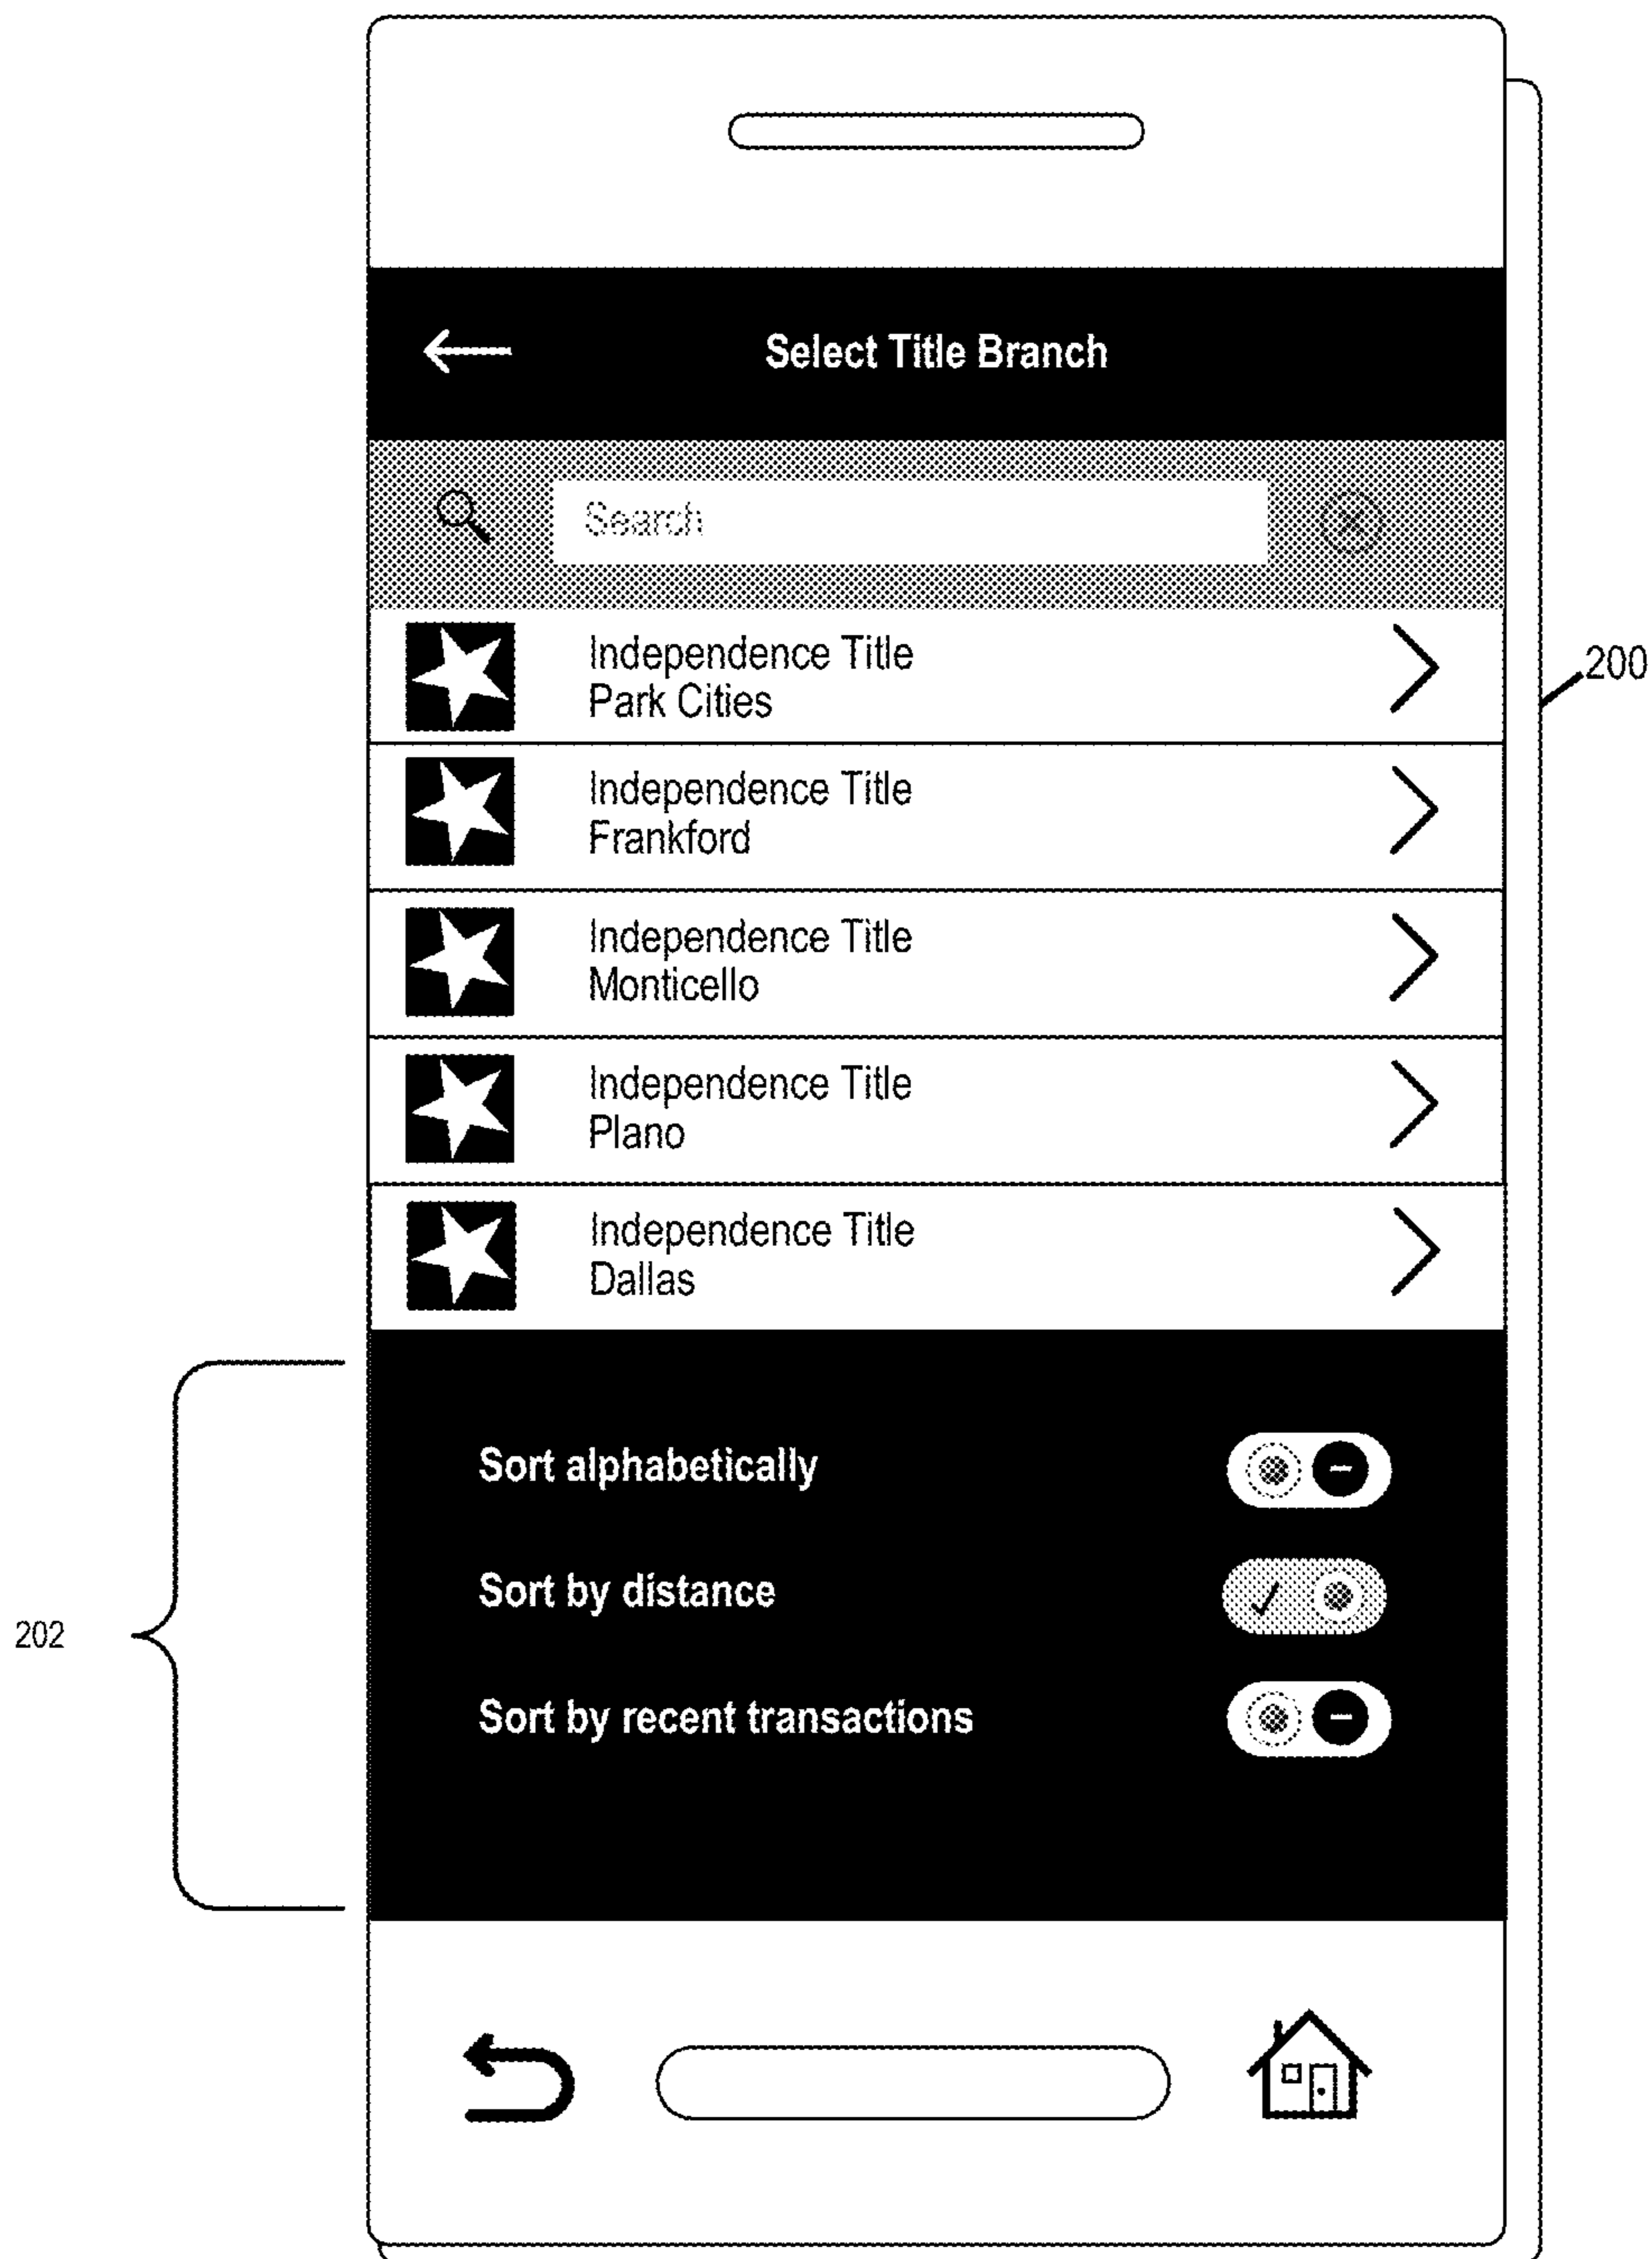 Select Title Branch
Search
Independence Title
Park Cities
200
Independence Title
Frankford
Independence Title
Monticello
Independence Title
Plano
Independence Title
Dallas
Sort alphabetically
Sort by distance
202
Sort by recent transactions